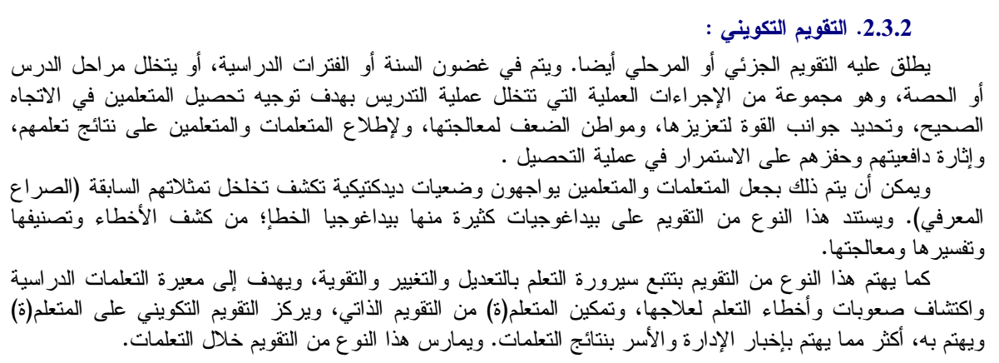 2.3.2. التقويم التكويني :
يطلق عليه التقويم الجزئي أو المرحلي أيضا. ويتم في غضون السنة أو الفترات الدراسية، أو يتخلل مراحل الدرس
أو الحصة، وهو مجموعة من الإجراءات العملية التي تتخلل عملية التدريس بهدف توجيه تحصيل المتعلمين في الاتجاه
الصحيح، وتحديد جوانب القوة لتعزيزها، ومواطن الضعف لمعالجتها، ولإطلاع المتعلمات والمتعلمين على نتائج تعلمهم،
وإثارة دافعيتهم وحفزهم على الاستمرار في عملية التحصيل .
ويمكن أن يتم ذلك بجعل المتعلمات والمتعلمين يواجهون وضعيات ديدكتيكية تكشف تخلخل تمثلاتهم السابقة (الصراع
المعرفي). ويستند هذا النوع من التقويم على بيداغوجيات كثيرة منها بيداغوجيا الخطإ؛ من كشف الأخطاء وتصنيفها
وتفسيرها ومعالجتها.
كما يهتم هذا النوع من التقويم بتتبع سيرورة التعلم بالتعديل والتغيير والتقوية، ويهدف إلى معيرة التعلمات الدراسية
واكتشاف صعوبات وأخطاء التعلم لعلاجها، وتمكين المتعلم(ة) من التقويم الذاتي، ويركز التقويم التكويني على المتعلم(ة)
ويهتم به، أكثر مما يهتم بإخبار الإدارة والأسر بنتائج التعلمات. ويمارس هذا النوع من التقويم خلال التعلمات.